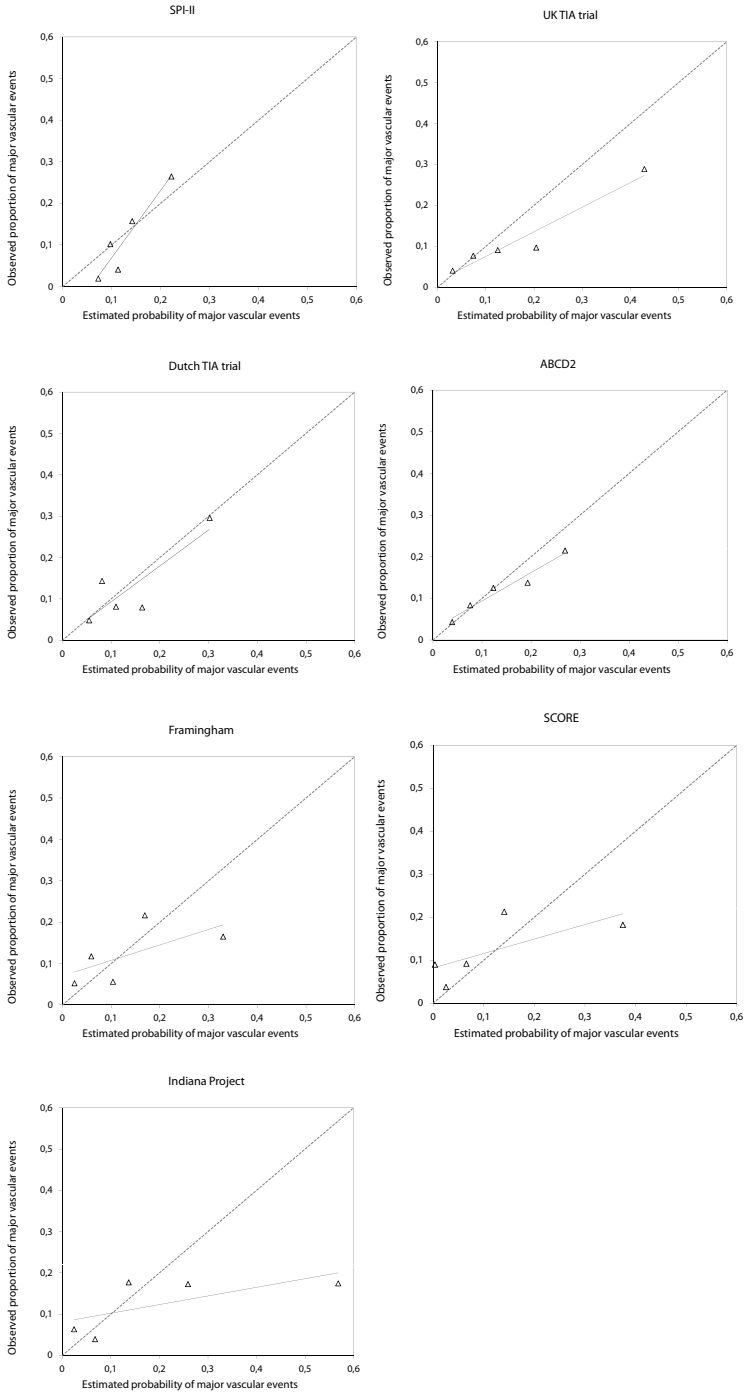 SPI-II
0,6
0,5
0,4
0,3
0,2
0,1
0
0 0,1 0,2 0,3 0,4 0,5 0,6
Observed proportion of major vascular events
Estimated probability of major vascular events
UK TIA trial
0,6
0,5
0,4
0,3
0,2
0,1
0
0 0,1 0,2 0,3 0,4 0,5 0,6
Observed proportion of major vascular events
Estimated probability of major vascular events
Dutch TIA trial
0,6
0,5
0,4
0,3
0,2
0,1
0
0 0,1 0,2 0,3 0,4 0,5 0,6
Observed proportion of major vascular events
Estimated probability of major vascular events
ABCD2
0,6
0,5
0,4
0,3
0,2
0,1
0
0 0,1 0,2 0,3 0,4 0,5 0,6
Observed proportion of major vascular events
Estimated probability of major vascular events
Framingham
0,6
0,5
0,4
0,3
0,2
0,1
0
0 0,1 0,2 0,3 0,4 0,5 0,6
Observed proportion of major vascular events
Estimated probability of major vascular events
SCORE
0,6
0,5
0,4
0,3
0,2
0,1
0
0 0,1 0,2 0,3 0,4 0,5 0,6
Observed proportion of major vascular events
Estimated probability of major vascular events
Indiana Project
0,6
0,5
0,4
0,3
0,2
0,1
0
0 0,1 0,2 0,3 0,4 0,5 0,6
Observed proportion of major vascular events
Estimated probability of major vascular events